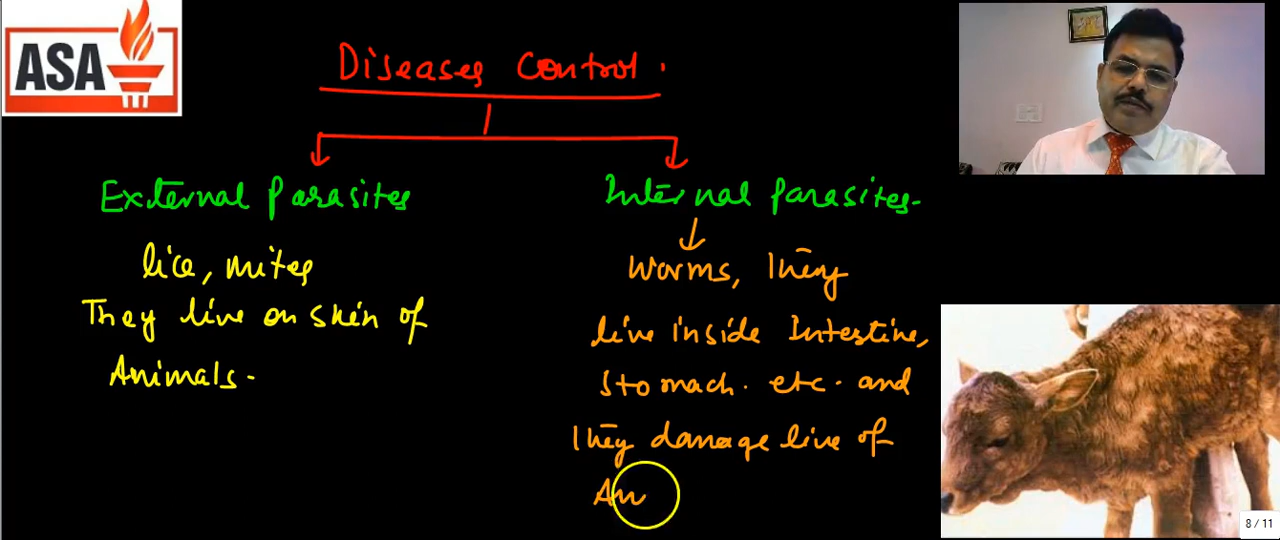 ASA
Diseases Control.
External Parasites
lice, mites
They live on skin of
Animals.
Internal Parasites.
Worms, They
live inside Intestine,
Stomach. etc. and
They damage live of
An
8 / 11